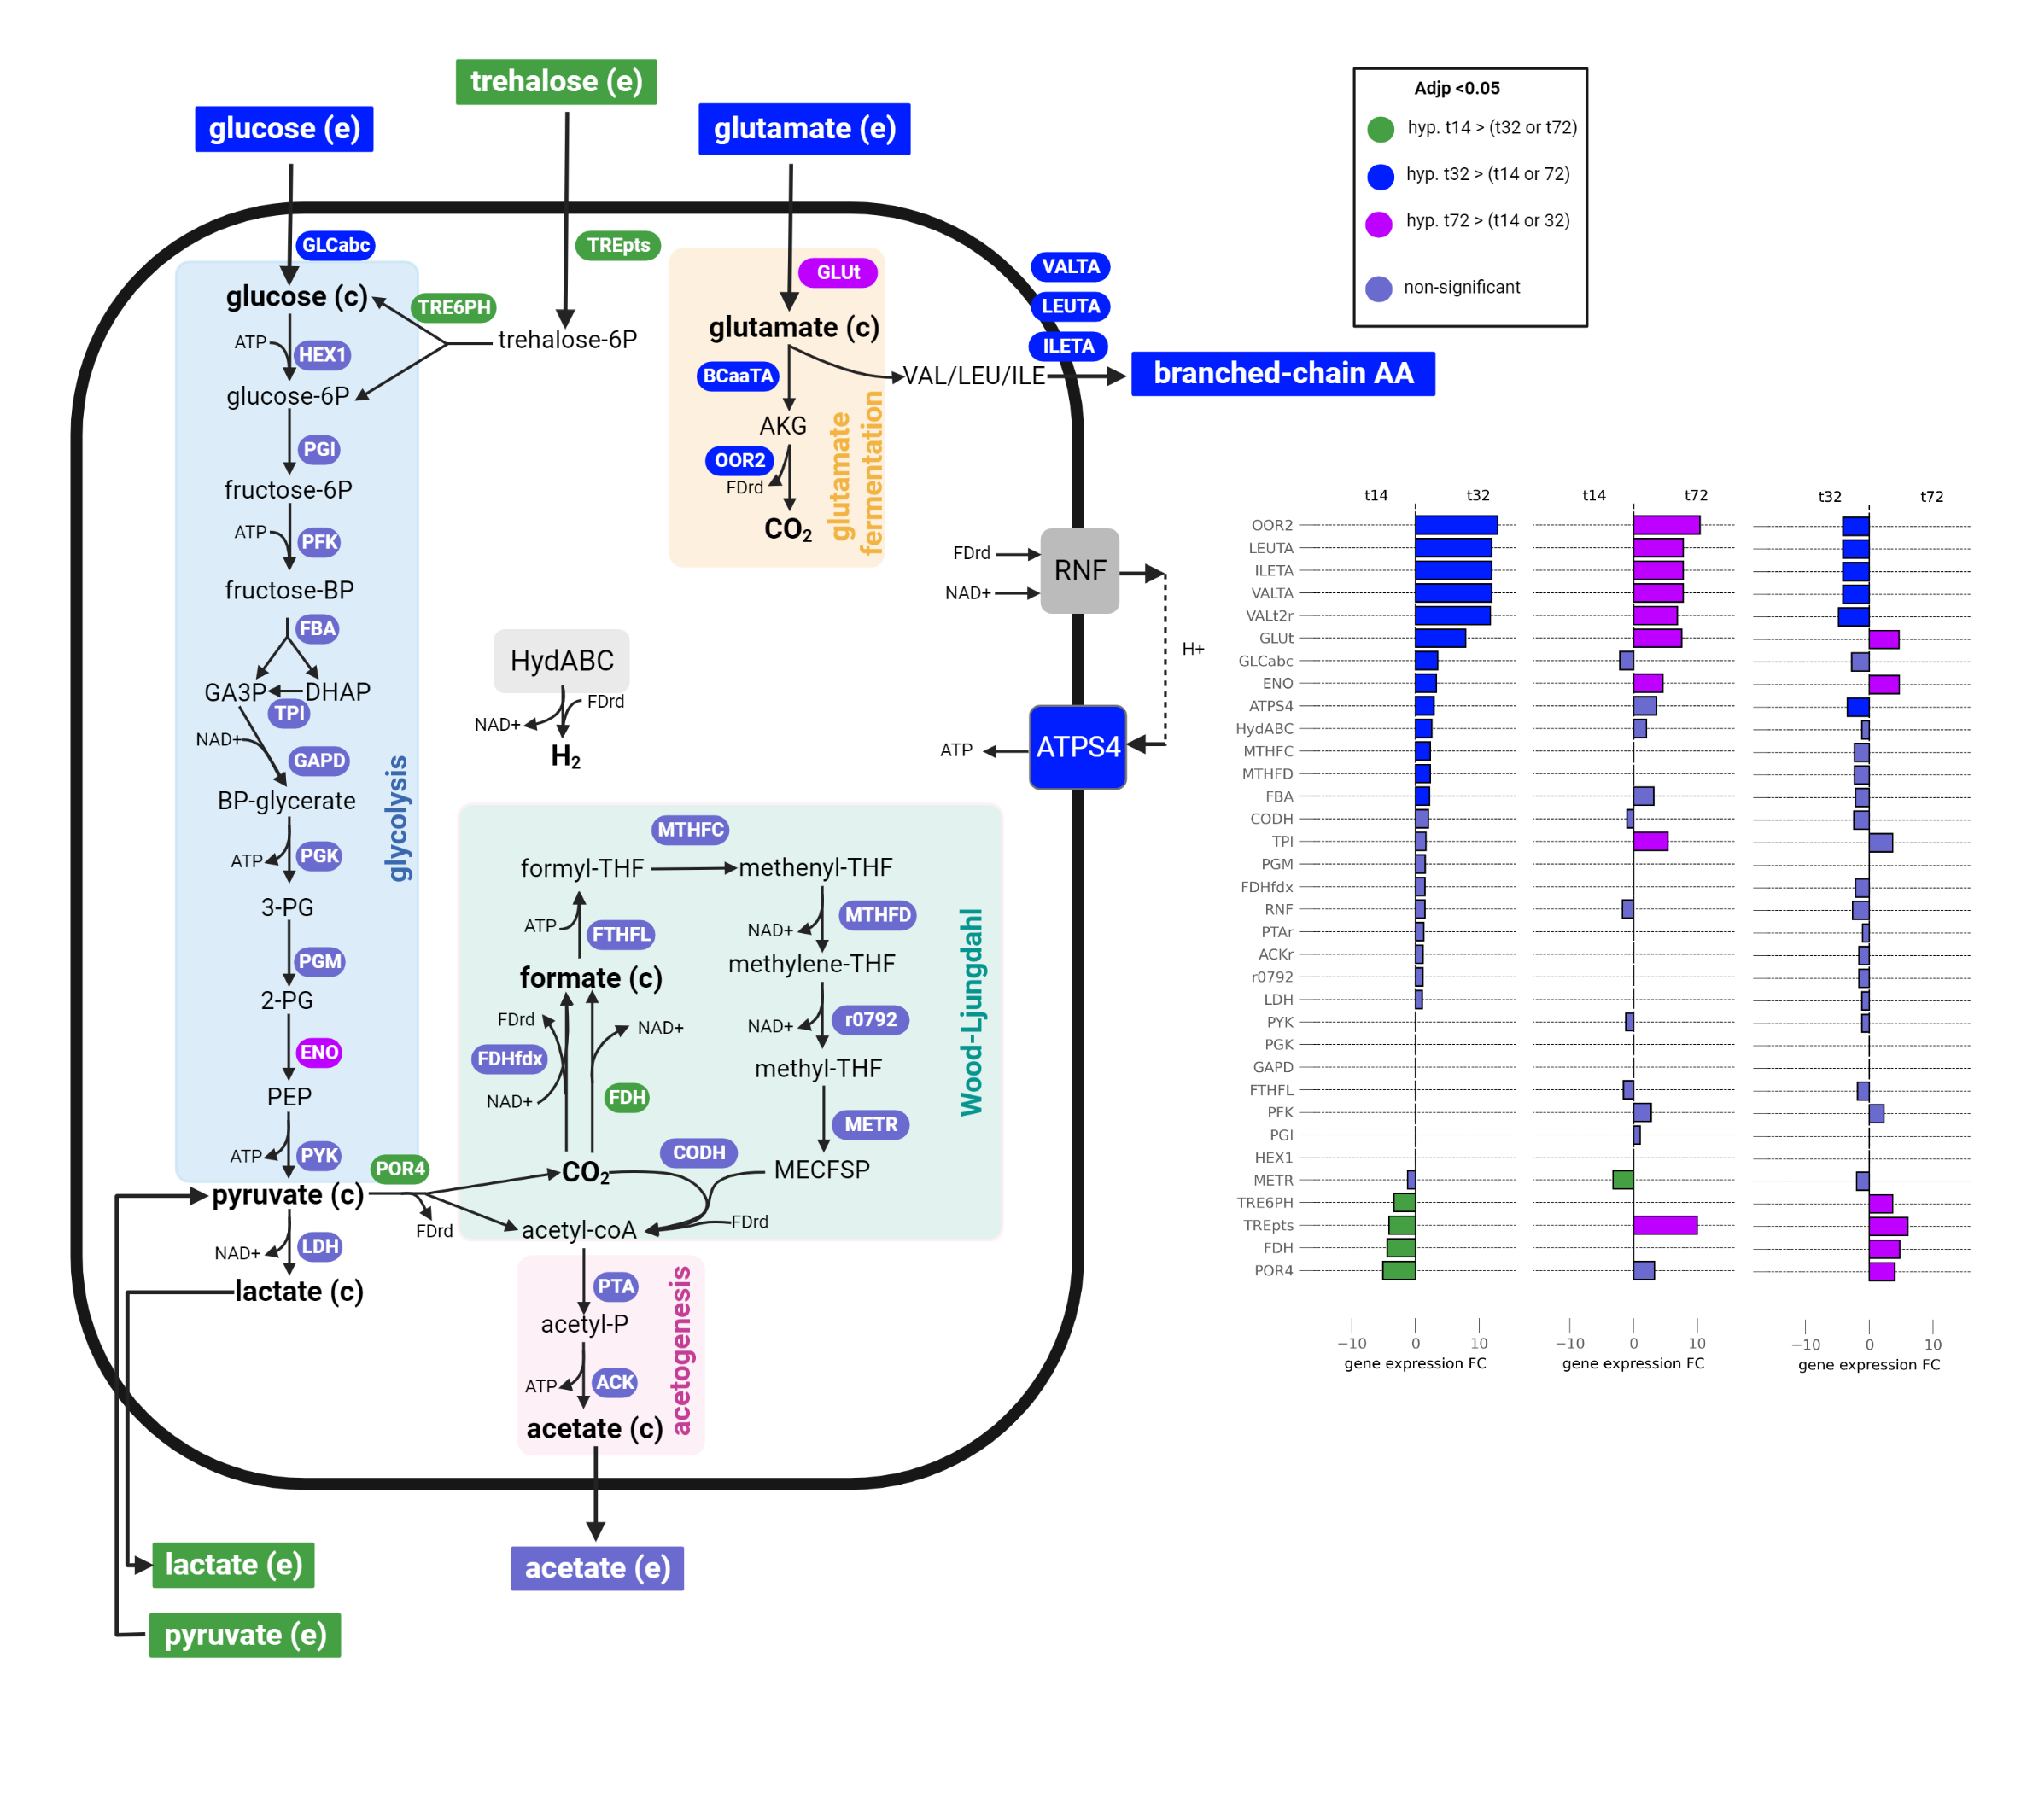 trehalose (e)
glucose (e)
glutamate (e)
Adjp <0.05
hyp. t14 > (t32 or t72)
hyp. t32 > (t14 or 72)
hyp. t72 > (t14 or 32)
non-significant
GLCabc
TREpts
GLUt
VALTA
LEUTA
ILETA
glucose (c)
TRE6PH
trehalose-6P
glutamate (c)
ATP
HEX1
glucose-6P
BCaaTA
VAL/LEU/ILE
branched-chain AA
AKG
PGI
OOR2
FDrd
CO₂
glutamate
fermentation
fructose-6P
ATP
PFK
fructose-BP
FBA
GA3P
DHAP
TPI
NAD+
GAPD
BP-glycerate
glycolysis
ATP
PGK
3-PG
PGM
2-PG
ENO
PEP
ATP
PYK
pyruvate (c)
POR4
FDrd
NAD+
LDH
lactate (c)
HydABC
FDrd
NAD+
H₂
FDrd
NAD+
RNF
H+
ATP
ATPS4
MTHFC
formyl-THF
methenyl-THF
ATP
FTHFL
NAD+
MTHFD
formate (c)
methylene-THF
FDrd
NAD+
NAD+
r0792
FDHfdx
methyl-THF
NAD+
FDH
METR
CODH
CO₂
MECFSP
acetyl-coA
FDrd
Wood-Ljungdahl
PTA
acetyl-P
ATP
ACK
acetate (c)
acetogenesis
lactate (e)
acetate (e)
pyruvate (e)
t14 t32 t14 t72 t32 t72
OOR2
LEUTA
ILETA
VALTA
VALt2r
GLUt
GLCabc
ENO
ATPS4
HydABC
MTHFC
MTHFD
FBA
CODH
TPI
PGM
FDHfdx
RNF
PTAr
ACKr
r0792
LDH
PYK
PGK
GAPD
FTHFL
PFK
PGI
HEX1
METR
TRE6PH
TREpts
FDH
POR4
−10 0 10 −10 0 10 −10 0 10
gene expression FC gene expression FC gene expression FC